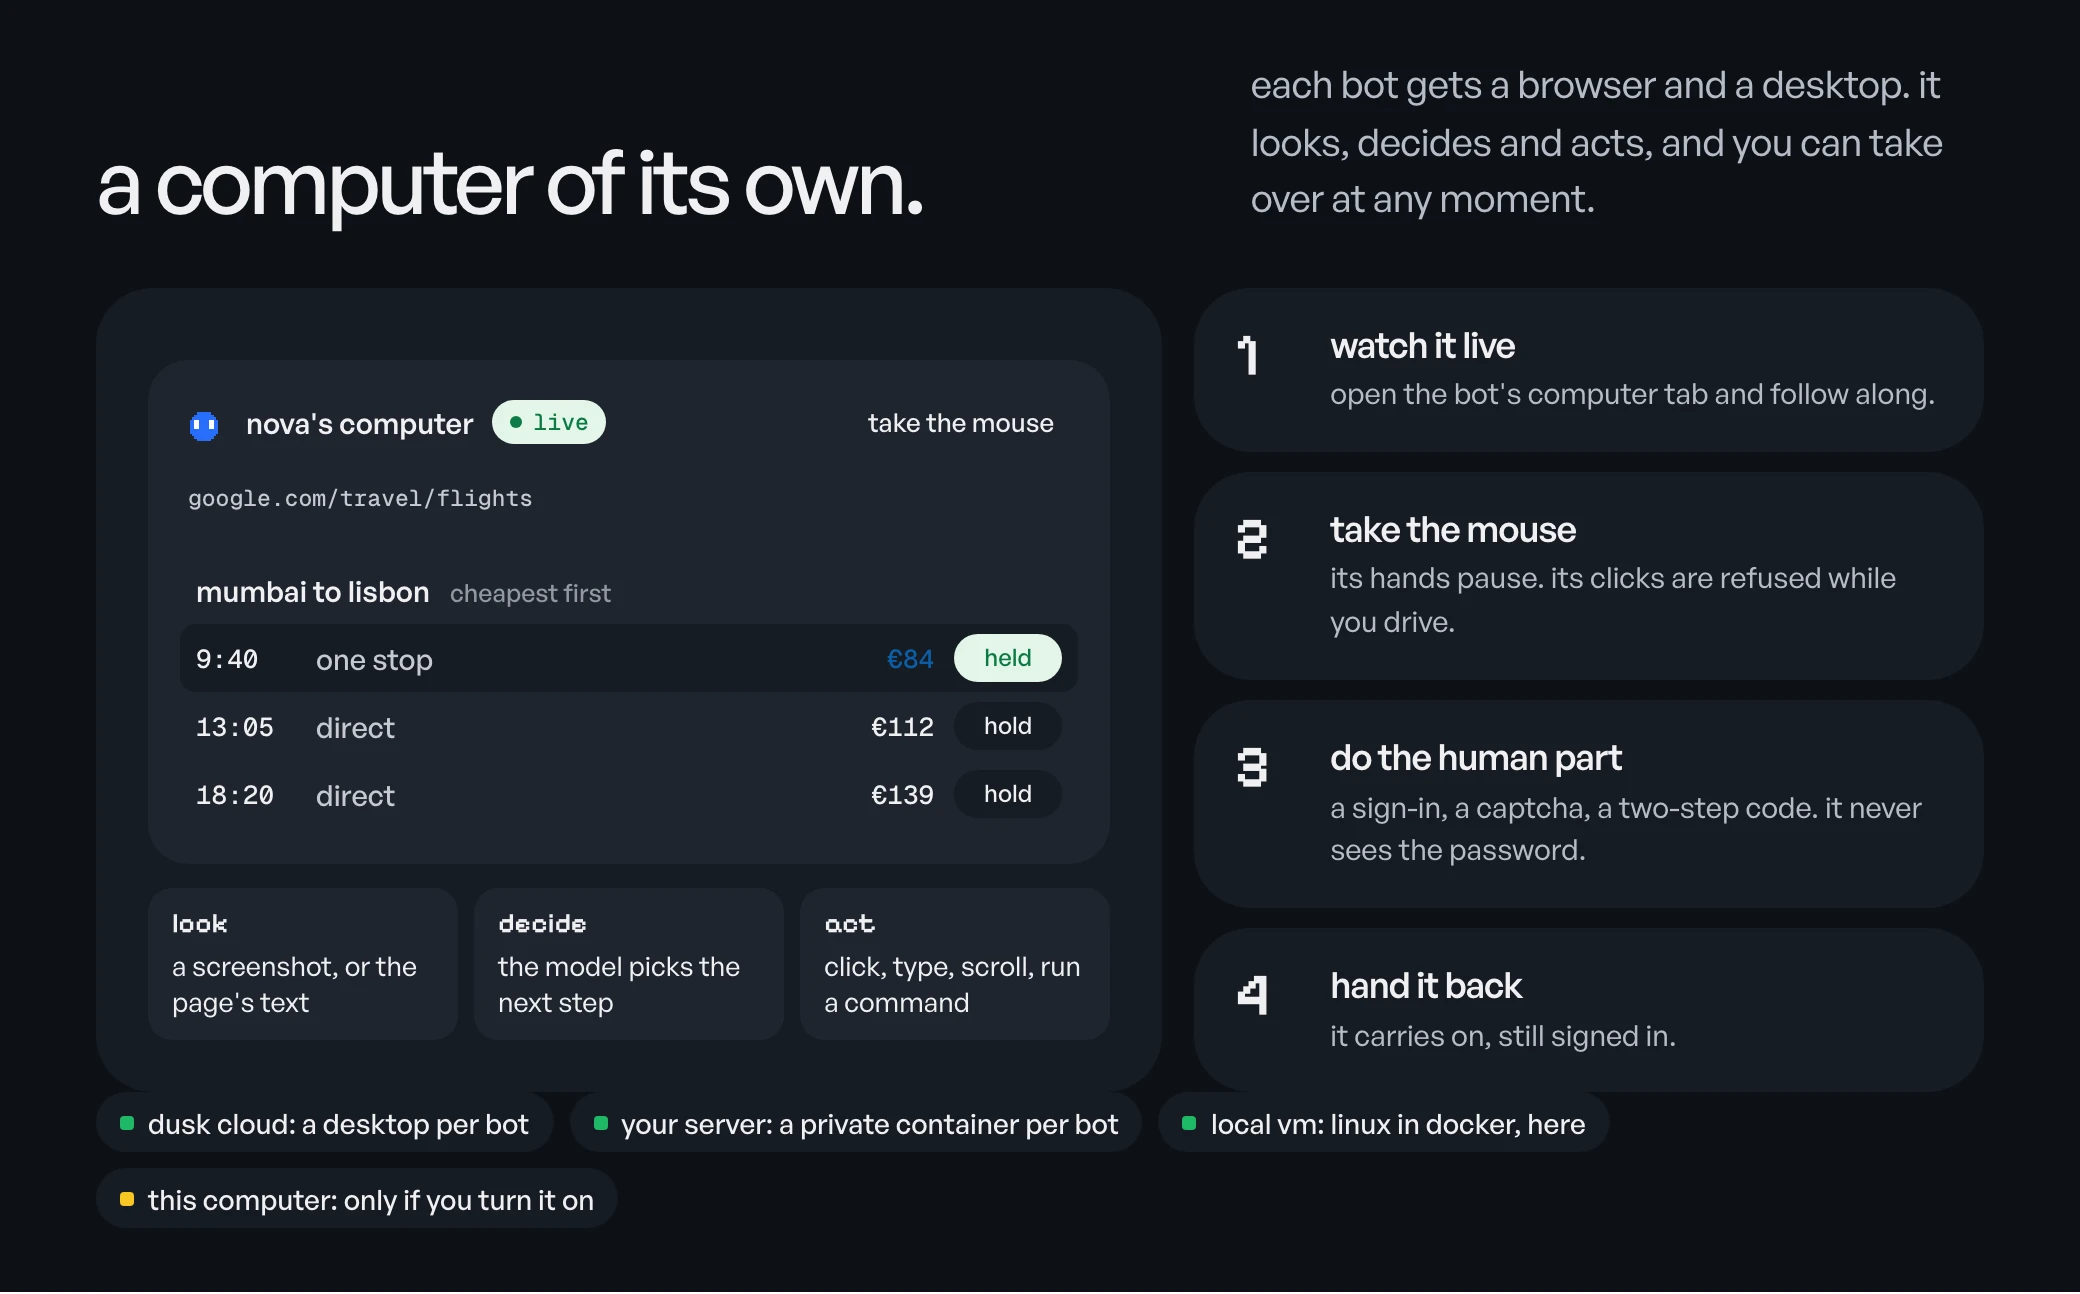 a computer of its own.
each bot gets a browser and a desktop. it
looks, decides and acts, and you can take
over at any moment.
nova's computer
live
take the mouse
google.com/travel/flights
mumbai to lisbon cheapest first
9:40 one stop €84 held
13:05 direct €112 hold
18:20 direct €139 hold
look
a screenshot, or the
page's text
decide
the model picks the
next step
act
click, type, scroll, run
a command
1 watch it live
open the bot's computer tab and follow along.
2 take the mouse
its hands pause. its clicks are refused while
you drive.
3 do the human part
a sign-in, a captcha, a two-step code. it never
sees the password.
4 hand it back
it carries on, still signed in.
dusk cloud: a desktop per bot
your server: a private container per bot
local vm: linux in docker, here
this computer: only if you turn it on